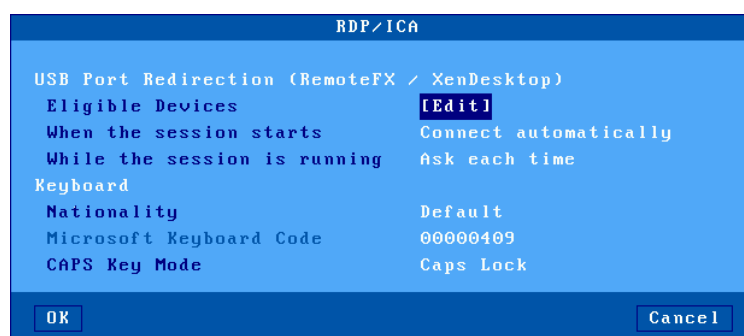 RDP/ICA
USB Port Redirection (RemoteFX / XenDesktop)
Eligible Devices [Edit]
When the session starts Connect automatically
While the session is running Ask each time
Keyboard
Nationality Default
Microsoft Keyboard Code 00000409
CAPS Key Mode Caps Lock
OK Cancel